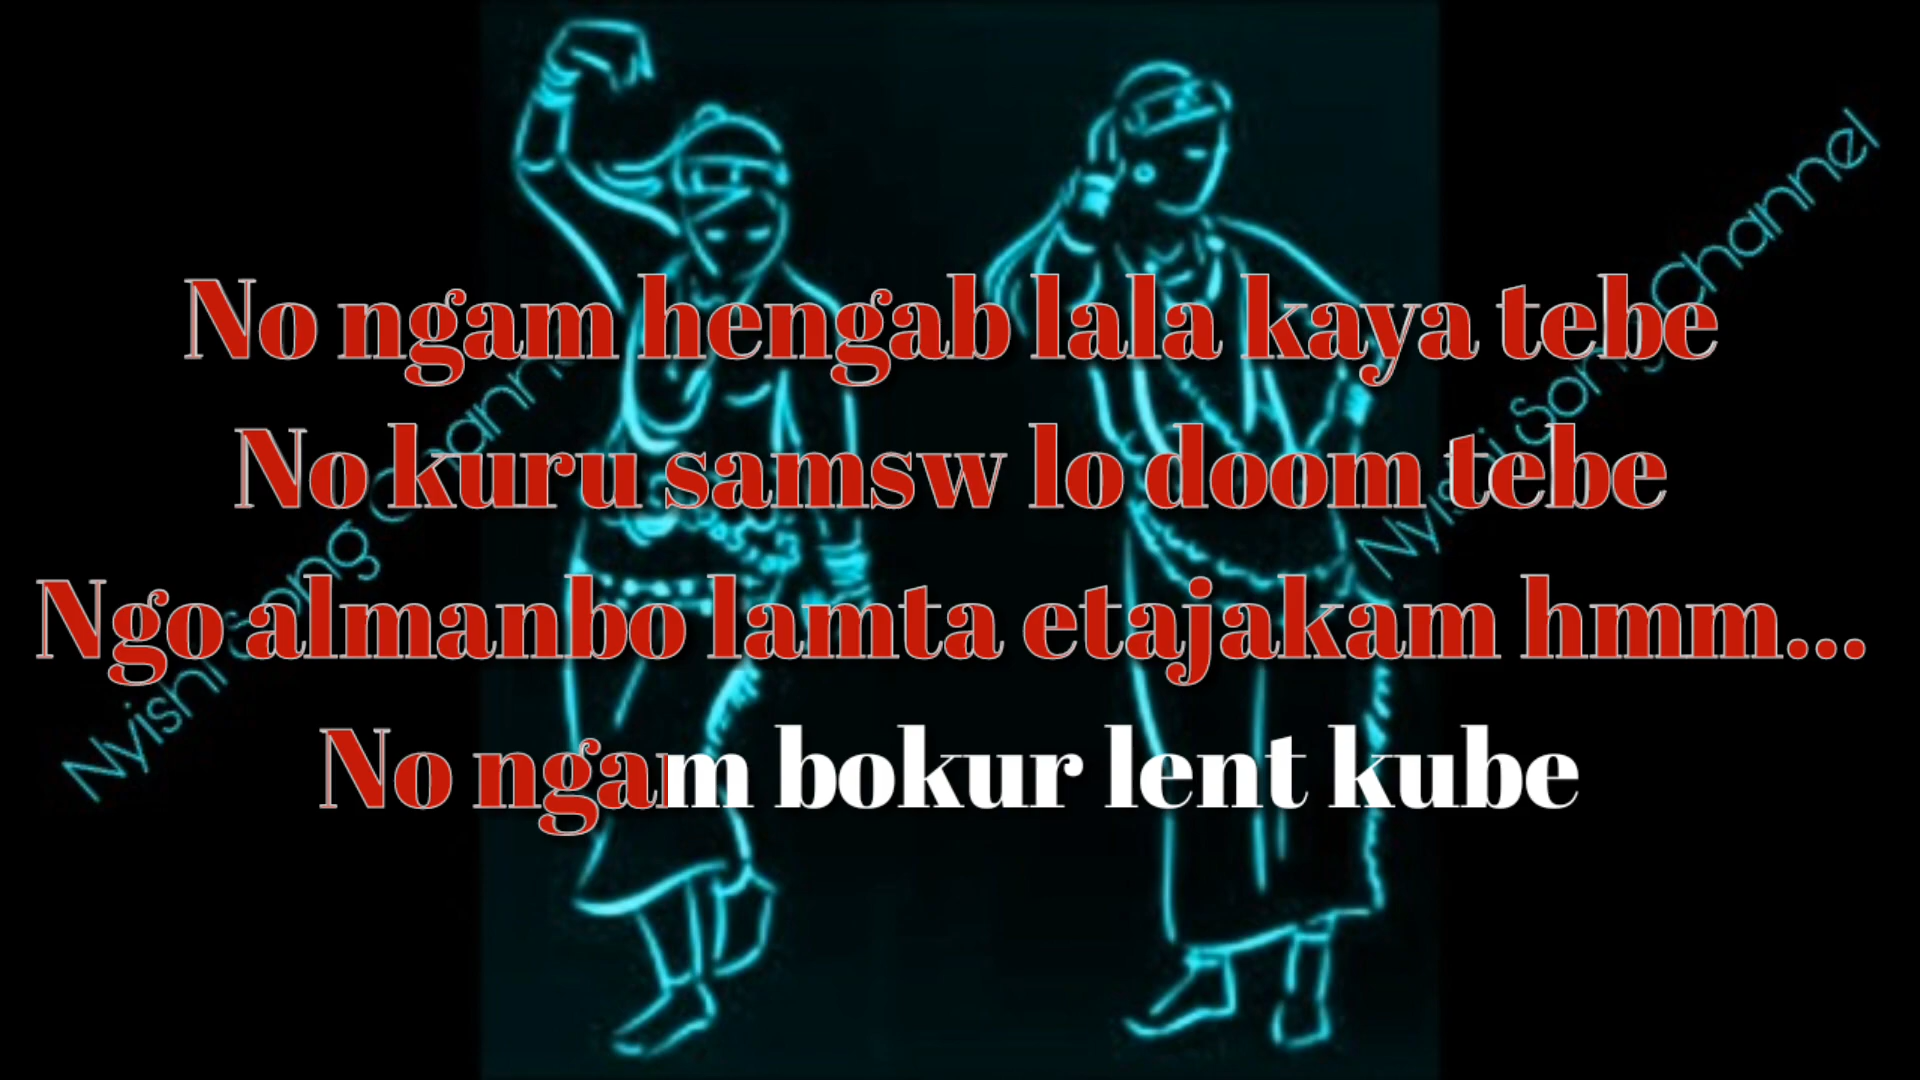 No ngam hengab lala kaya tebe
No kuru samsw lo doom tebe
Ngo almanbo lamta etajakam hmm...
No ngam bokur lent kube
Nyishi Song Channel
Nyishi Song Channel